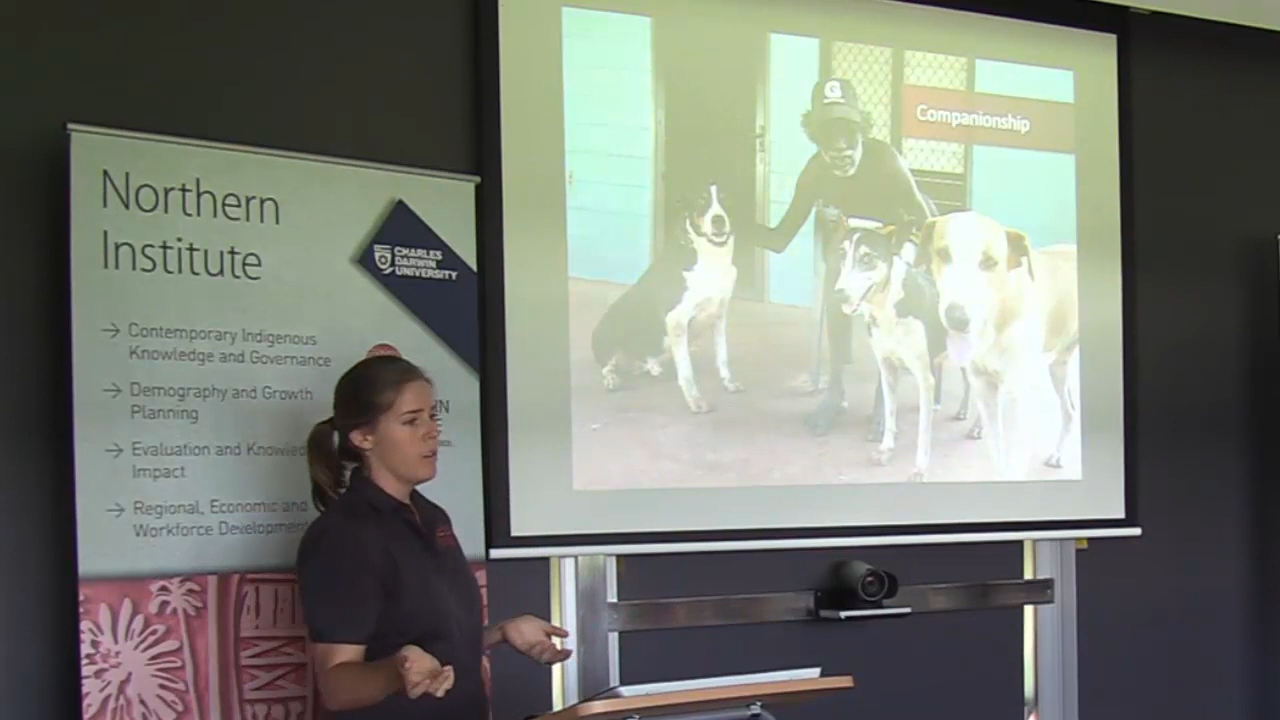 Northern
Institute
CHARLES
DARWIN
UNIVERSITY
→ Contemporary Indigenous
Knowledge and Governance
→ Demography and Growth
Planning
→ Evaluation and
Impact
→ Regional, Economic and
Workforce Development
Companionship
G